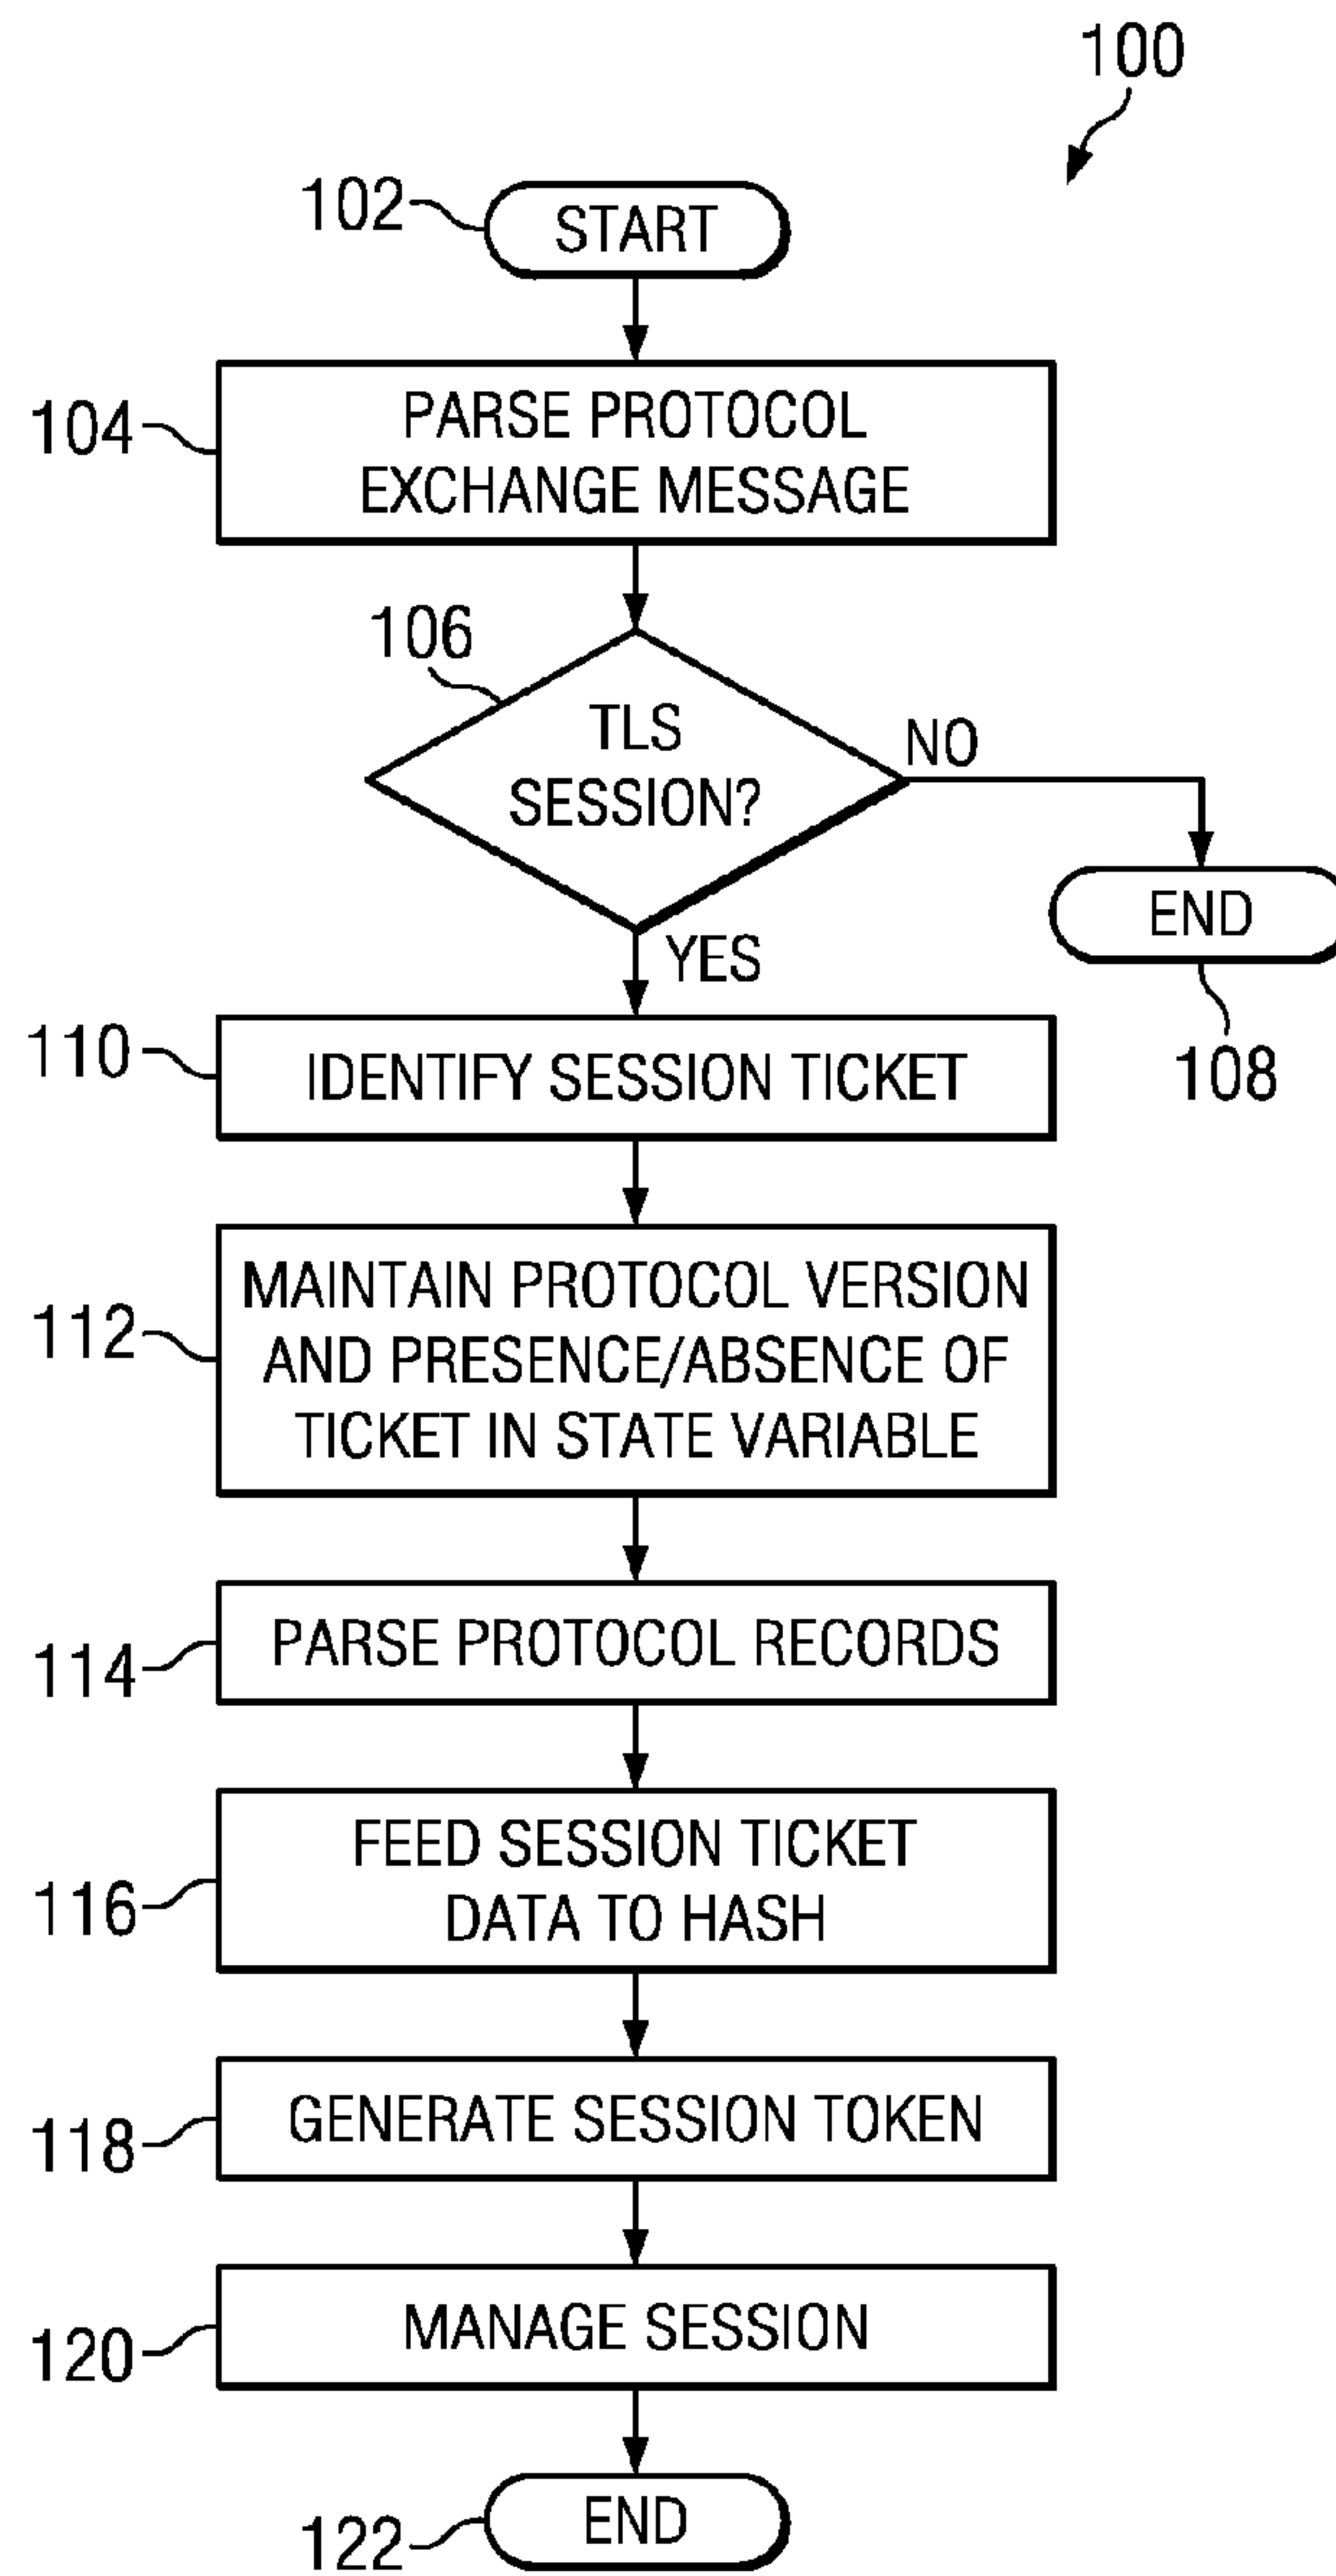 100
102
START
104
PARSE PROTOCOL
EXCHANGE MESSAGE
106
TLS
SESSION?
NO
END
108
YES
110
IDENTIFY SESSION TICKET
112
MAINTAIN PROTOCOL VERSION
AND PRESENCE/ABSENCE OF
TICKET IN STATE VARIABLE
114
PARSE PROTOCOL RECORDS
116
FEED SESSION TICKET
DATA TO HASH
118
GENERATE SESSION TOKEN
120
MANAGE SESSION
122
END